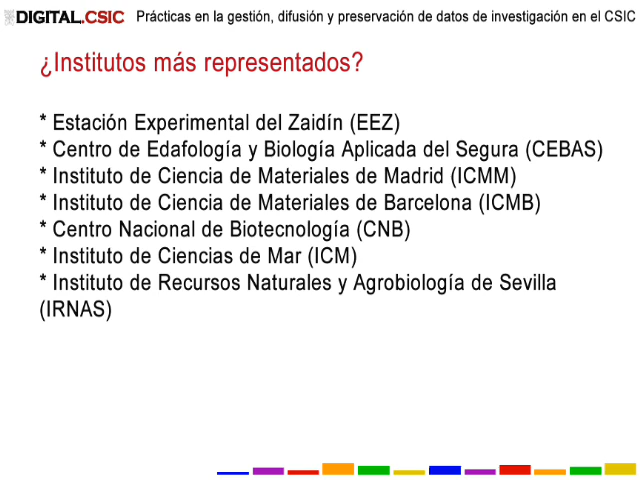 DIGITAL.CSIC Prácticas en la gestión, difusión y preservación de datos de investigación en el CSIC
¿Institutos más representados?
* Estación Experimental del Zaidín (EEZ)
* Centro de Edafología y Biología Aplicada del Segura (CEBAS)
* Instituto de Ciencia de Materiales de Madrid (ICMM)
* Instituto de Ciencia de Materiales de Barcelona (ICMB)
* Centro Nacional de Biotecnología (CNB)
* Instituto de Ciencias de Mar (ICM)
* Instituto de Recursos Naturales y Agrobiología de Sevilla
(IRNAS)